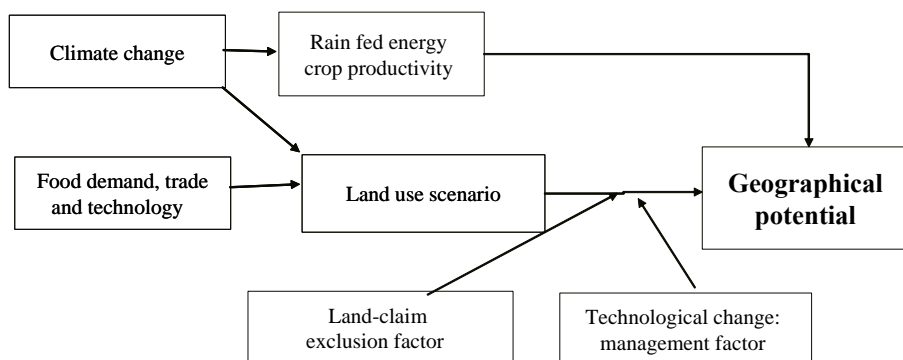 Climate change
Rain fed energy
crop productivity
Food demand, trade
and technology
Land use scenario
Geographical
potential
Land-claim
exclusion factor
Technological change:
management factor